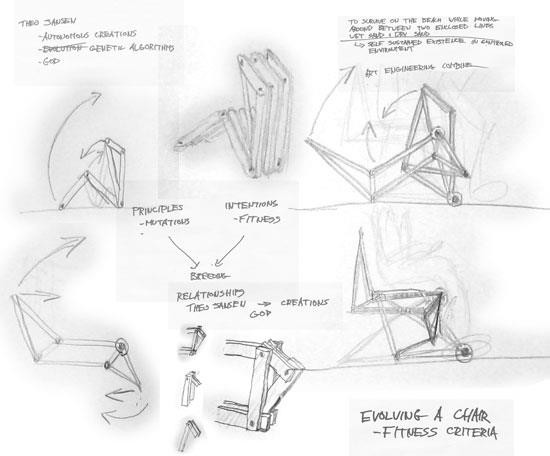 THEO JANSEN
- AUTONOMOUS CREATIONS
- EVOLUTION GENETIC ALGORITHMS
- GOD
TO SURVIVE ON THE BEACH WHILE MOVING
AROUND BETWEEN TWO ENCLOSED LINES
WET SAND & DRY SAND
↳ SELF SUSTAINED EXISTENCE IN CONTROLLED
ENVIRONMENT
ART ENGINEERING COMBINE
PRINCIPLES
- MUTATIONS
-
INTENTIONS
- FITNESS
BREEDING
RELATIONSHIPS
THEO JANSEN → CREATIONS
GOD
EVOLVING A CHAIR
- FITNESS CRITERIA